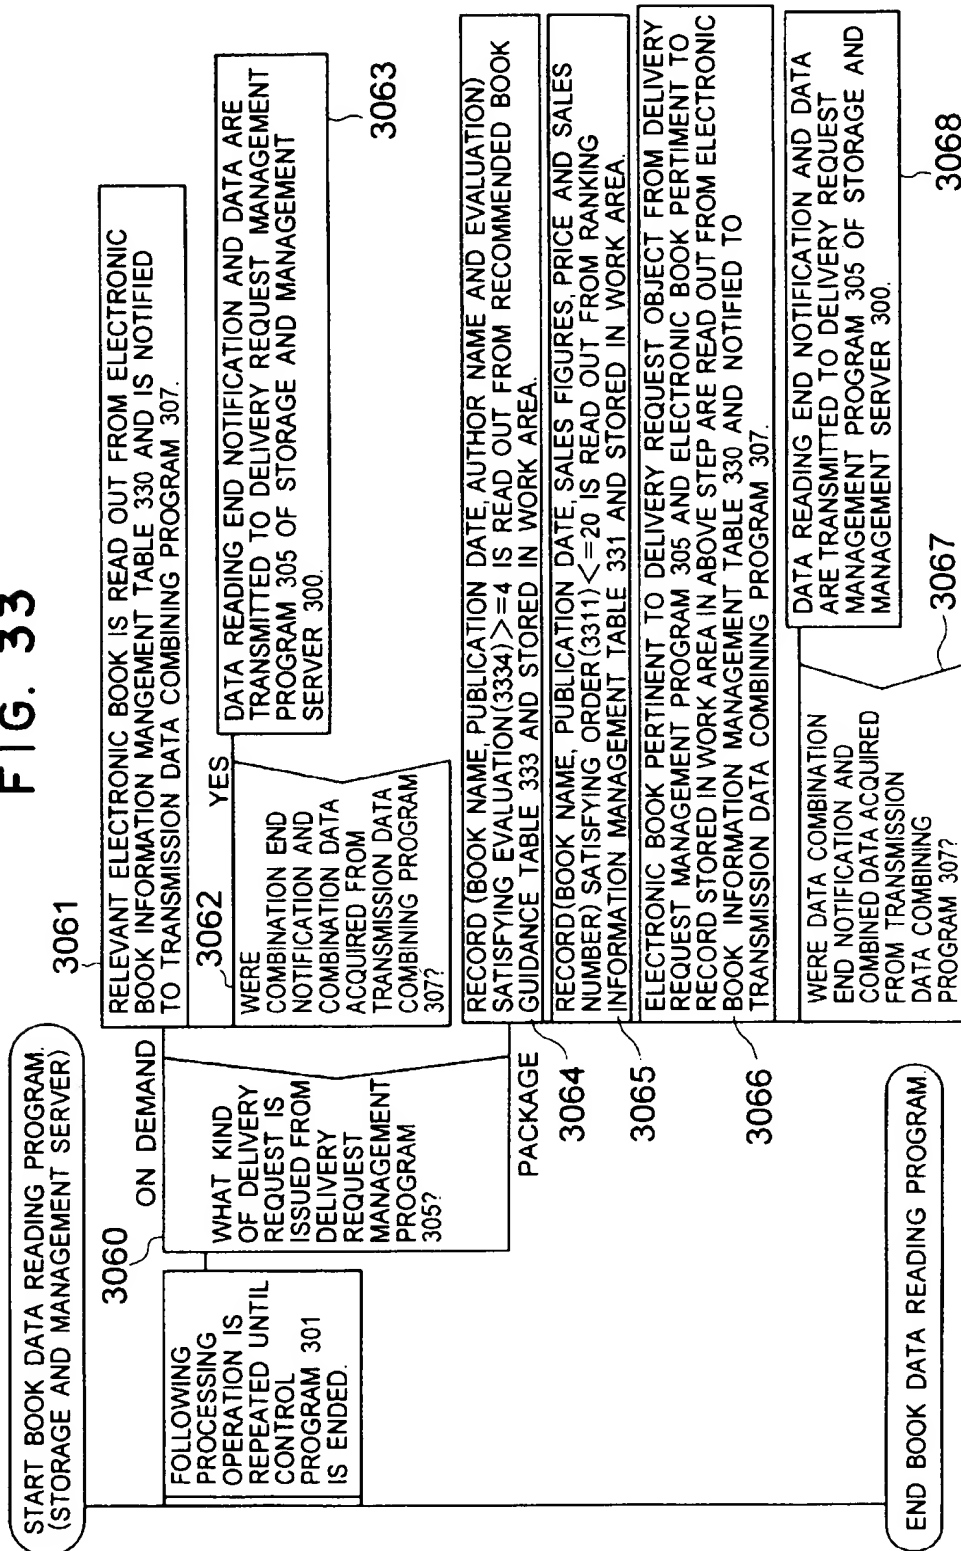 FIG. 33
START BOOK DATA READING PROGRAM.
(STORAGE AND MANAGEMENT SERVER)
FOLLOWING
PROCESSING
OPERATION IS
REPEATED UNTIL
CONTROL
PROGRAM 301
IS ENDED.
3060
WHAT KIND
OF DELIVERY
REQUEST IS
ISSUED FROM
DELIVERY
REQUEST
MANAGEMENT
PROGRAM
305?
ON DEMAND
3061
RELEVANT ELECTRONIC BOOK IS READ OUT FROM ELECTRONIC
BOOK INFORMATION MANGEMENT TABLE 330 AND IS NOTIFIED
TO TRANSMISSION DATA COMBINING PROGRAM 307.
3062
YES
WERE
COMBINATION END
NOTIFICATION AND
COMBINATION DATA
ACQUIRED FROM
TRANSMISSION DATA
COMBINING PROGRAM
307?
DATA READING END NOTIFICATION AND DATA ARE
TRANSMITTED TO DELIVERY REQUEST MANAGEMENT
PROGRAM 305 OF STORAGE AND MANAGEMENT
SERVER 300.
3063
PACKAGE
3064
RECORD (BOOK NAME, PUBLICATION DATE, AUTHOR NAME AND EVALUATION)
SATISFYING EVALUATION(3334)>=4 IS READ OUT FROM RECOMMENDED BOOK
GUIDANCE TABLE 333 AND STORED IN WORK AREA.
3065
RECORD(BOOK NAME, PUBLICATION DATE, SALES FIGURES, PRICE AND SALES
NUMBER) SATISFYING ORDER(3311)<=20 IS READ OUT FROM RANKING
INFORMATION MANAGEMENT TABLE 331 AND STORED IN WORK AREA.
3066
ELECTRONIC BOOK PERTINENT TO DELIVERY REQUEST OBJECT FROM DELIVERY
REQUEST MANAGEMENT PROGRAM 305 AND ELECTRONIC BOOK PERTIMENT TO
RECORD STORED IN WORK AREA IN ABOVE STEP ARE READ OUT FROM ELECTRONIC
BOOK INFORMATION MANAGEMENT TABLE 330 AND NOTIFIED TO
TRANSMISSION DATA COMBINING PROGRAM 307.
WERE DATA COMBINATION
END NOTIFICATION AND
COMBINED DATA ACQUIRED
FROM TRANSMISSION
DATA COMBINING
PROGRAM 307?
3067
DATA READING END NOTIFICATION AND DATA
ARE TRANSMITTED TO DELIVERY REQUEST
MANAGEMENT PROGRAM 305 OF STORAGE AND
MANAGEMENT SERVER 300.
3068
END BOOK DATA READING PROGRAM.